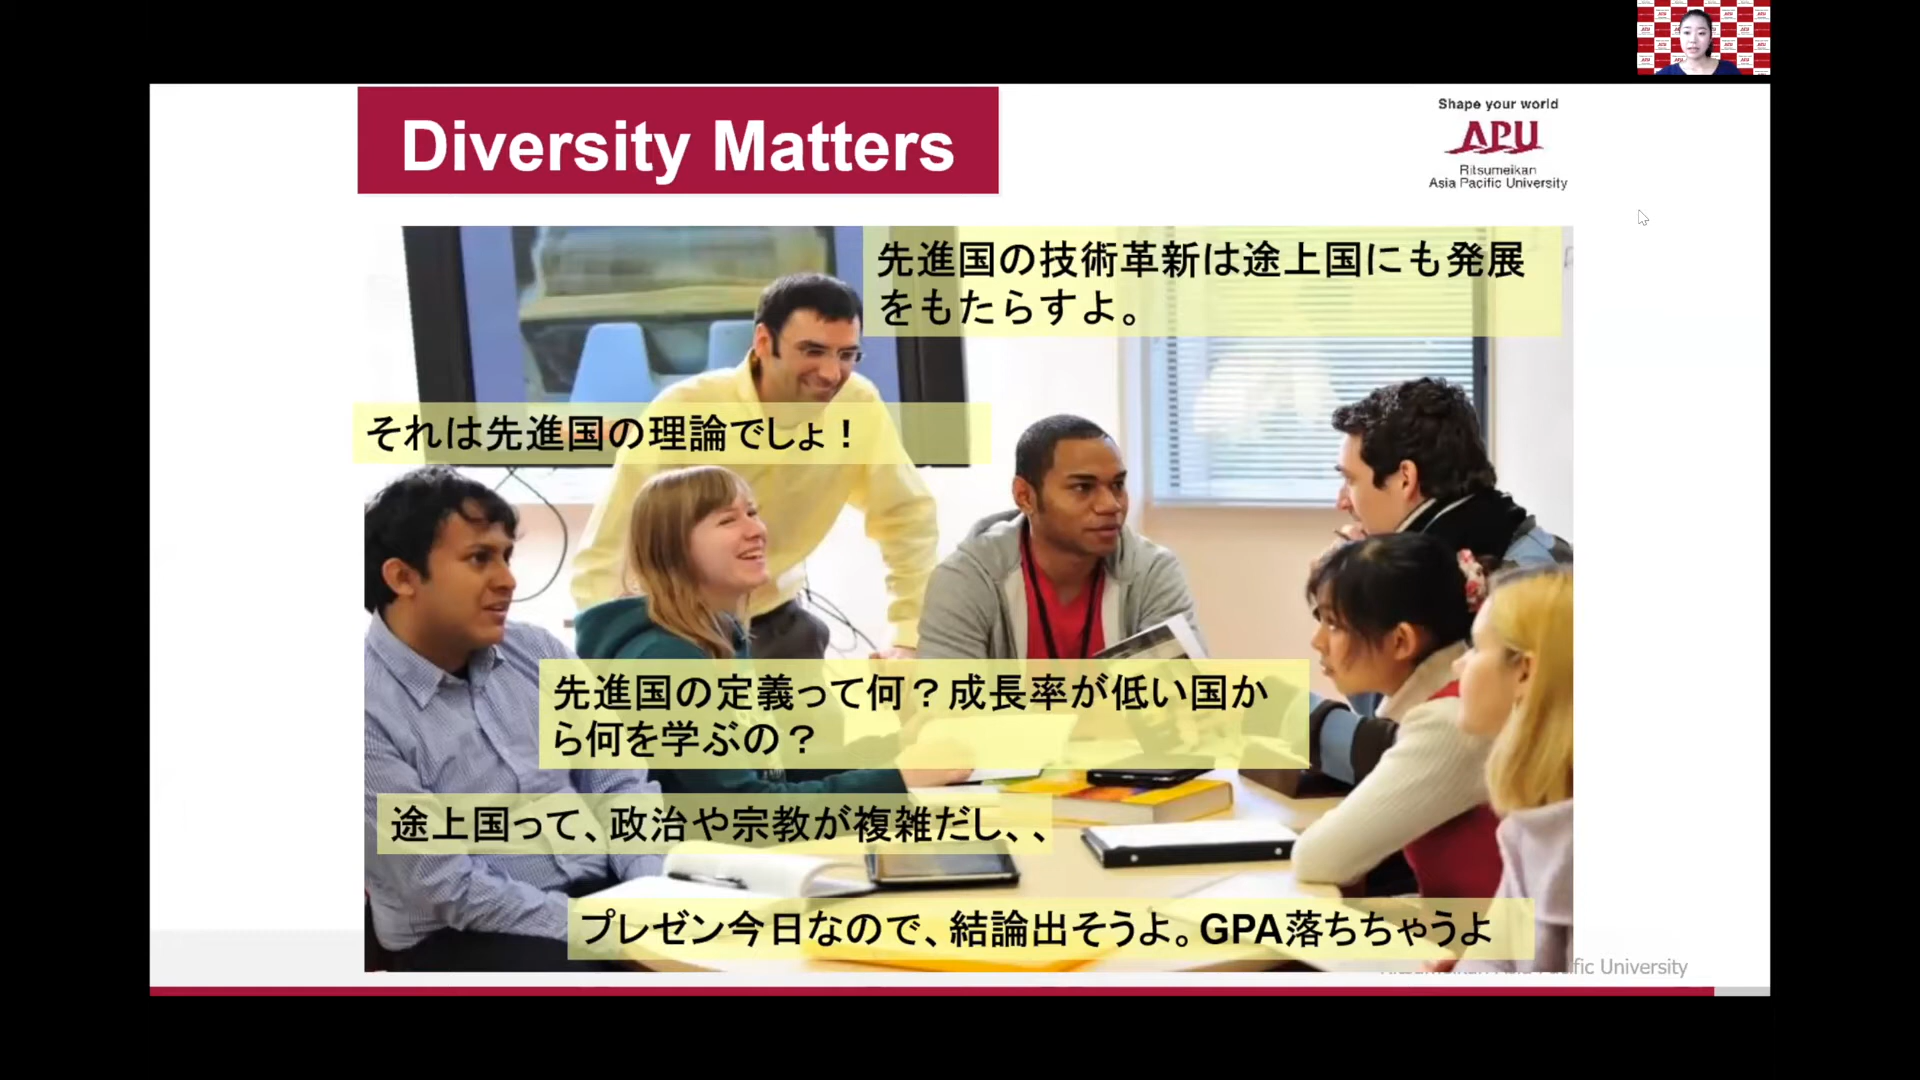 Diversity Matters
Shape your world
APU
Ritsumeikan
Asia Pacific University
先進国の技術革新は途上国にも発展
をもたらすよ。
それは先進国の理論でしょ！
先進国の定義って何？成長率が低い国か
ら何を学ぶの？
途上国って、政治や宗教が複雑だし、、
プレゼン今日なので、結論出そうよ。GPA落ちちゃうよ
University